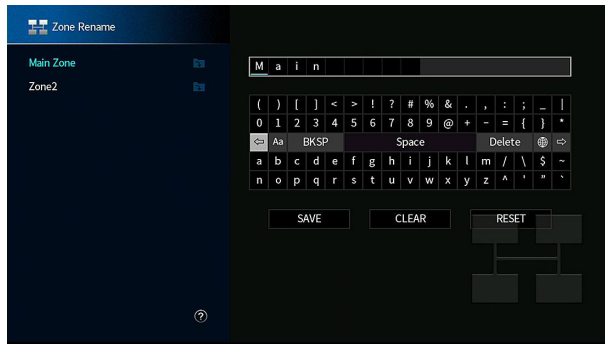 Zone Rename
Main Zone
Zone2
Main
( ) [ ] < > ! ? # % & . , : ; _ |
0 1 2 3 4 5 6 7 8 9 @ + - = { } *
⇦ Aa BKSP Space Delete ⇨
a b c d e f g h i j k l m / \ $ ~
n o p q r s t u v w x y z ^ ' " `
SAVE CLEAR RESET
?